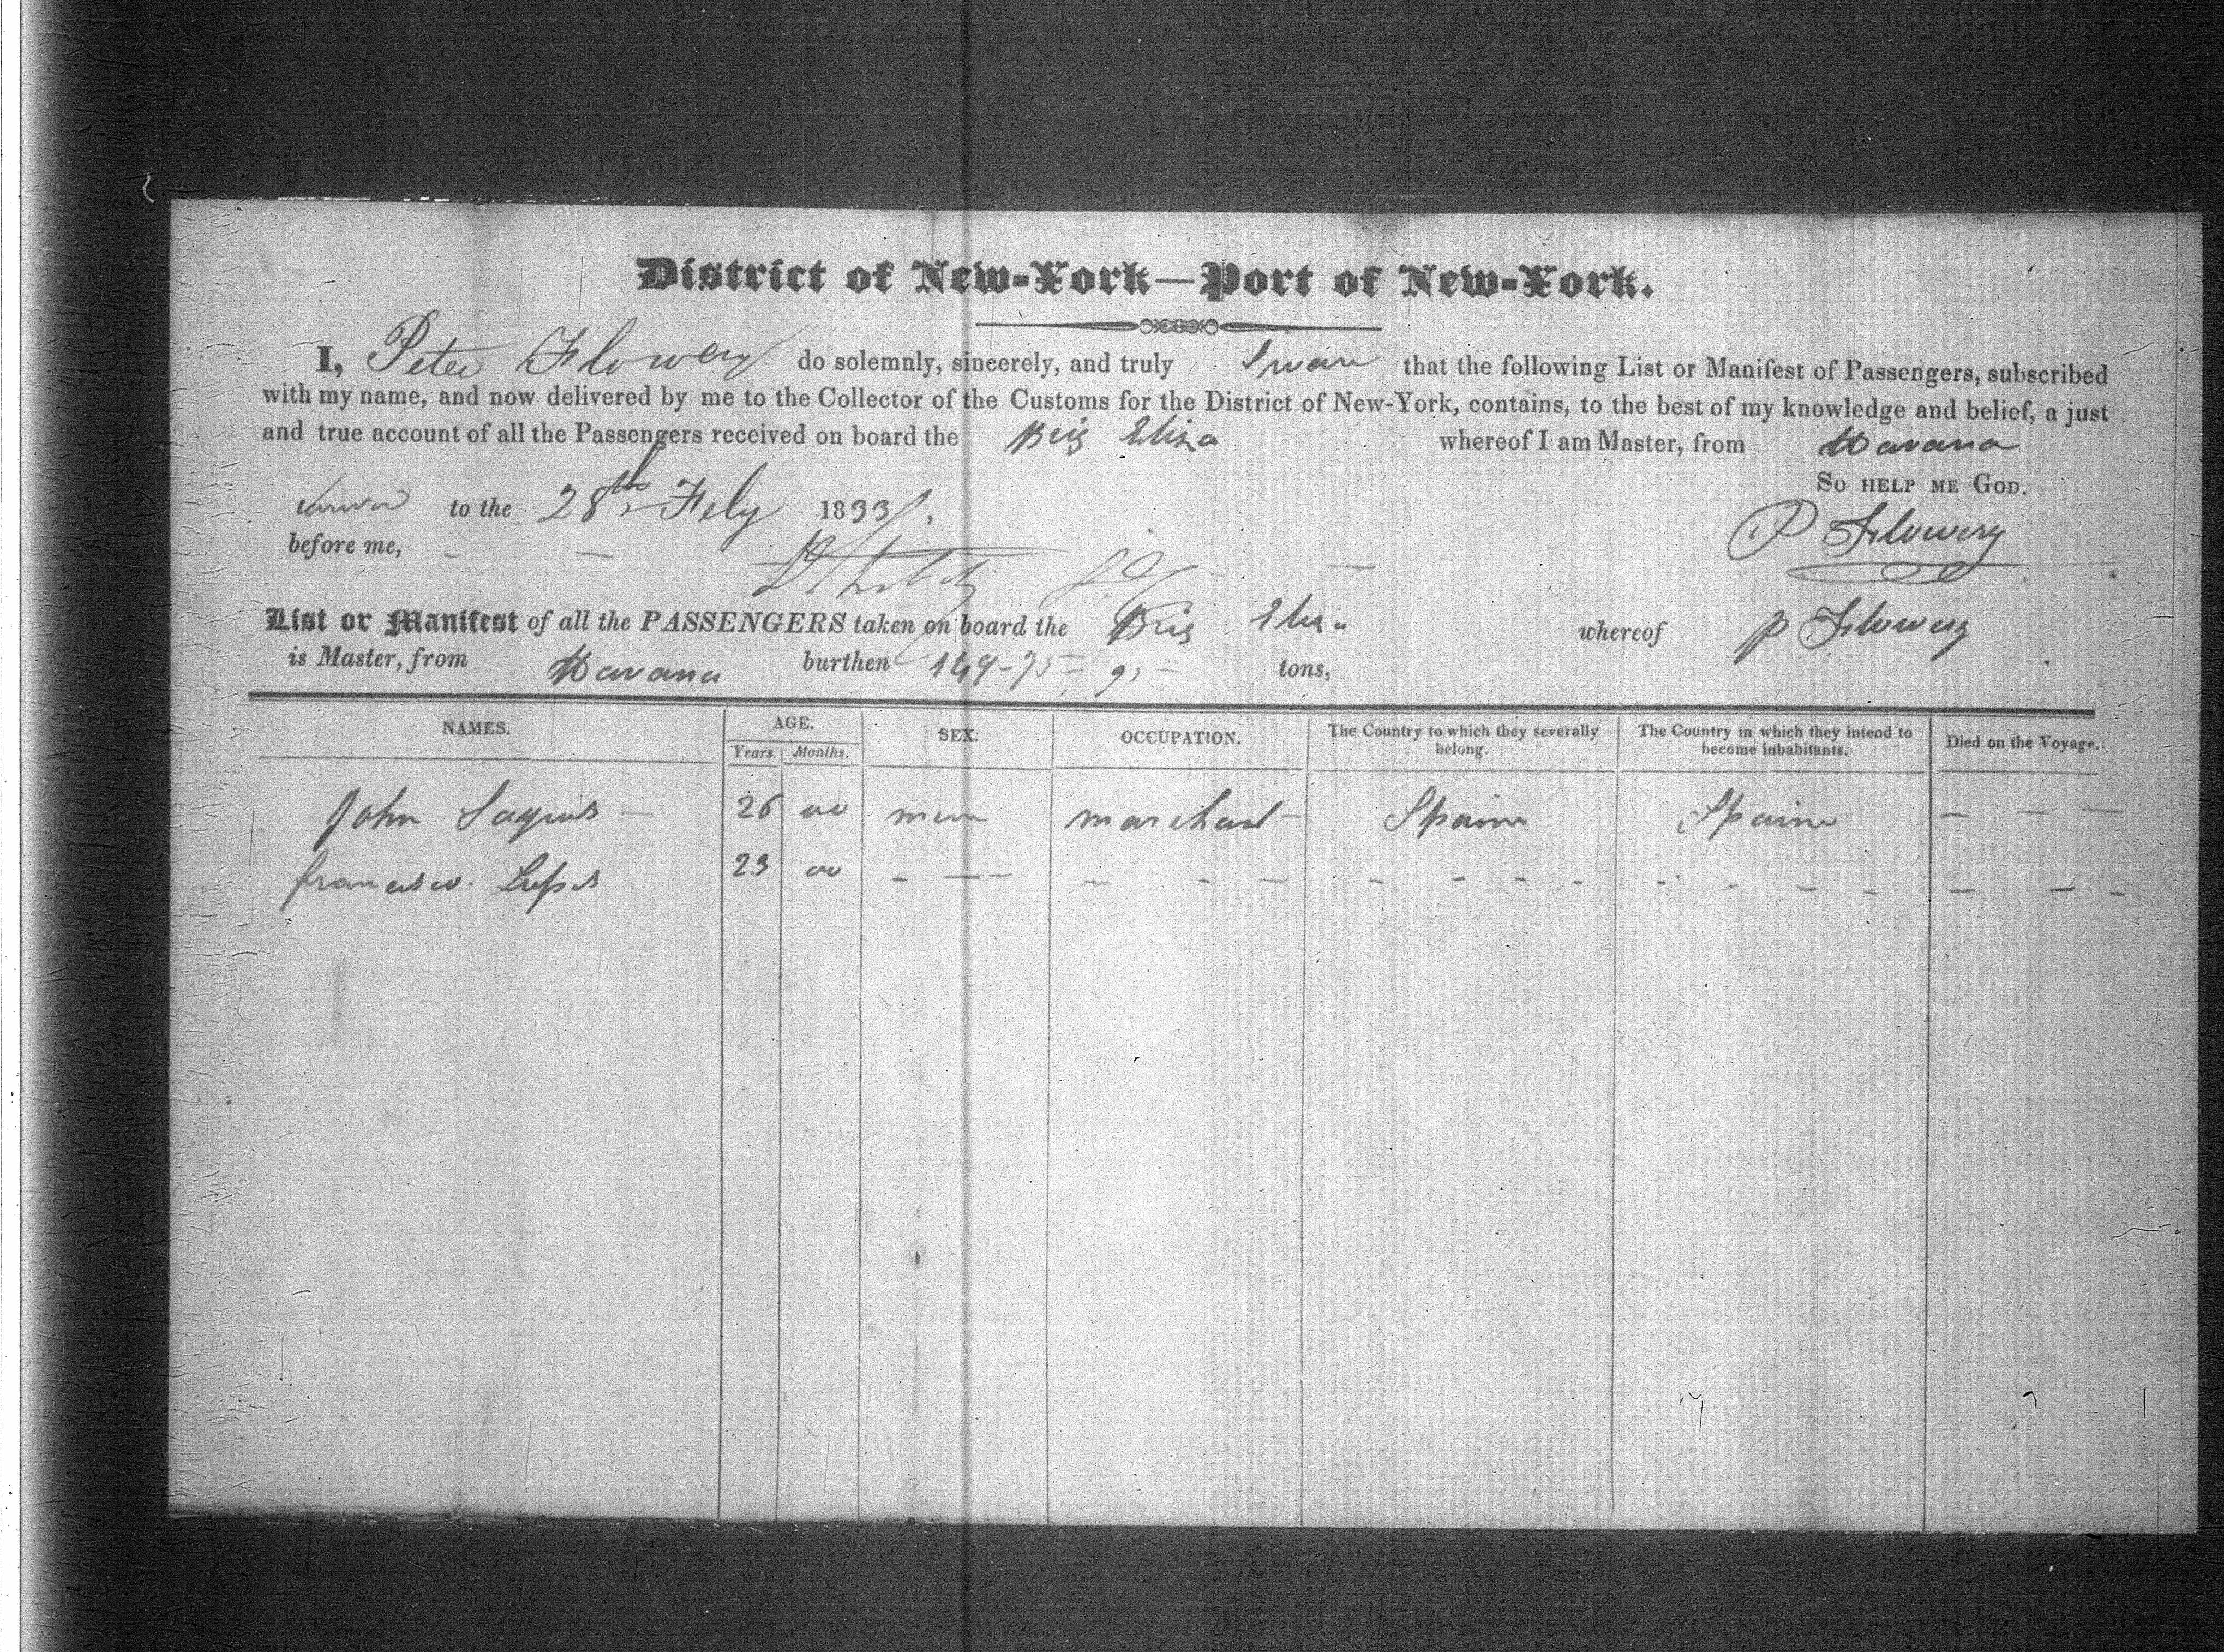 District of New-York—Port of New-York.
I, Peter Flowery do solemnly, sincerely, and truly Swear that the following List or Manifest of Passengers, subscribed
with my name, and now delivered by me to the Collector of the Customs for the District of New-York, contains, to the best of my knowledge and belief, a just
and true account of all the Passengers received on board the Brig Eliza whereof I am Master, from Havana
So help me God.
Sworn to the 28th Feby 1833
before me,
P Flowery
List or Manifest of all the PASSENGERS taken on board the Brig Eliza whereof P Flowery
is Master, from Havana burthen 149-75 tons,
NAMES. AGE. Years. Months. SEX. OCCUPATION. The Country to which they severally belong. The Country in which they intend to become inhabitants. Died on the Voyage.
John 26 00 men marchant Spain Spain — — —
francisco Lopes 23 00 - — — - - — - - - - - - - - — — -